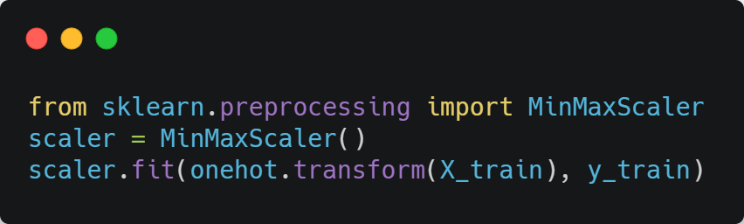 from sklearn.preprocessing import MinMaxScaler
scaler = MinMaxScaler()
scaler.fit(onehot.transform(X_train), y_train)